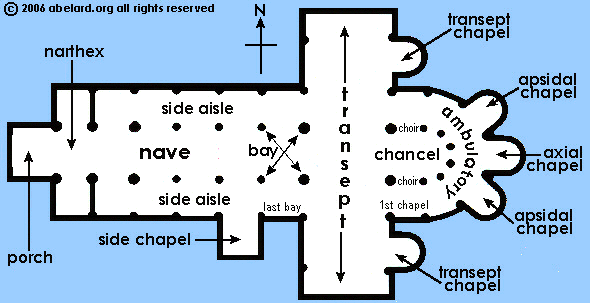 © 2006 abelard.org all rights reserved
N
transept
chapel
narthex
apsidal
chapel
side aisle
transept
ambulatory
choir
nave
bay
chancel
axial
chapel
choir
side aisle
last bay
1st chapel
apsidal
chapel
side chapel
porch
transept
chapel